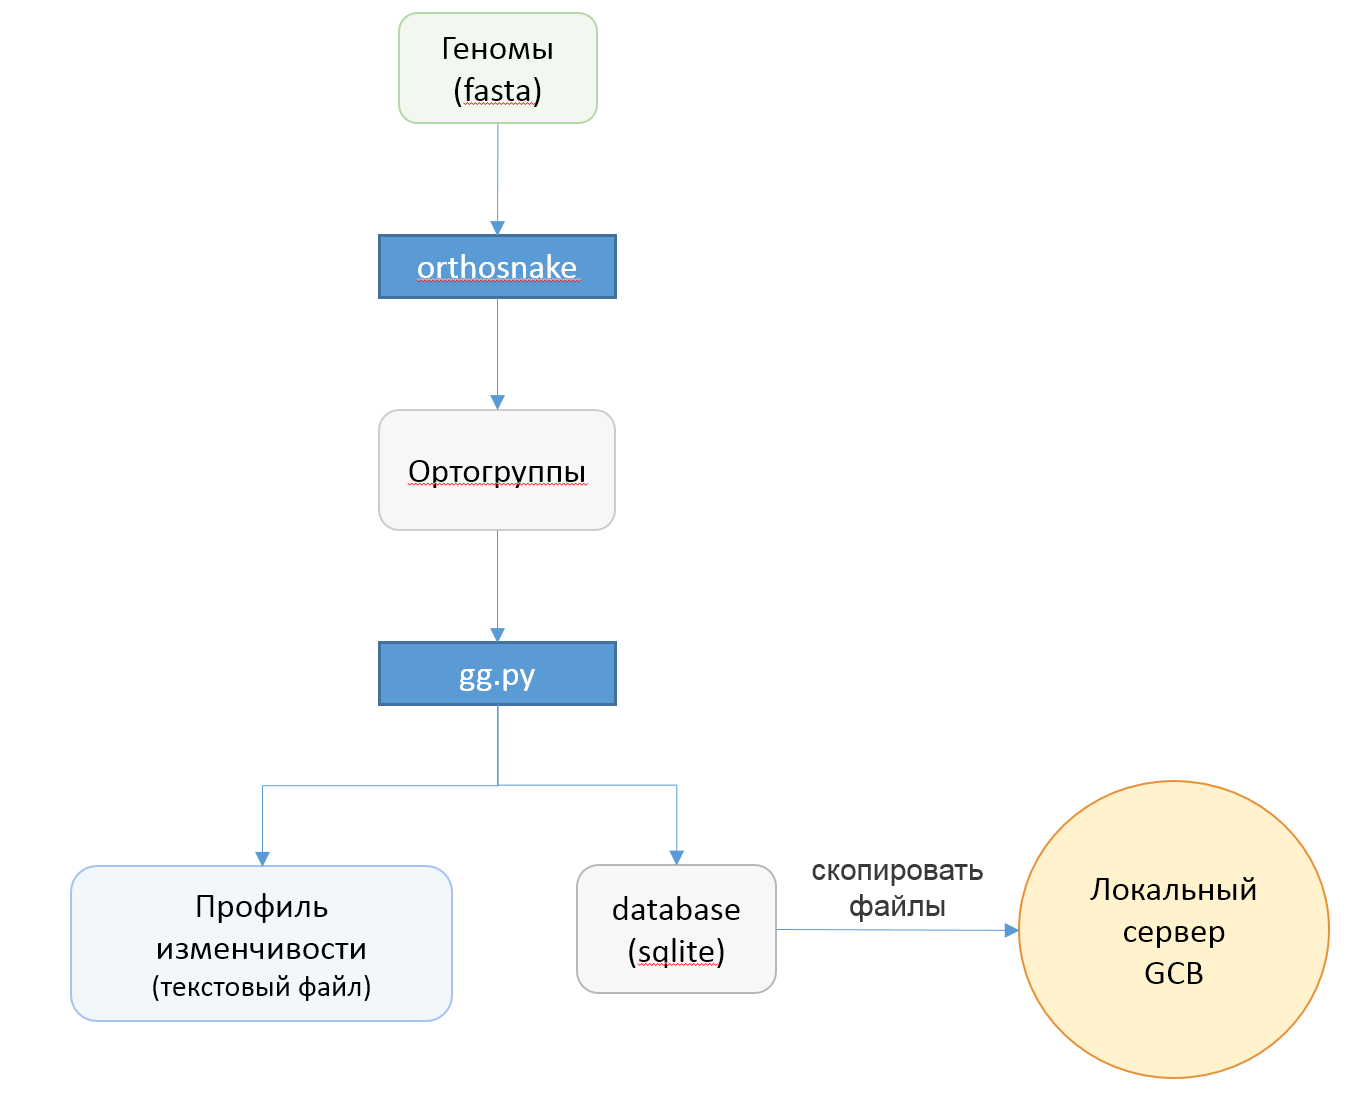 Геномы
(fasta)
orthosnake
Ортогруппы
gg.py
Профиль
изменчивости
(текстовый файл)
database
(sqlite)
скопировать
файлы
Локальный
сервер
GCB